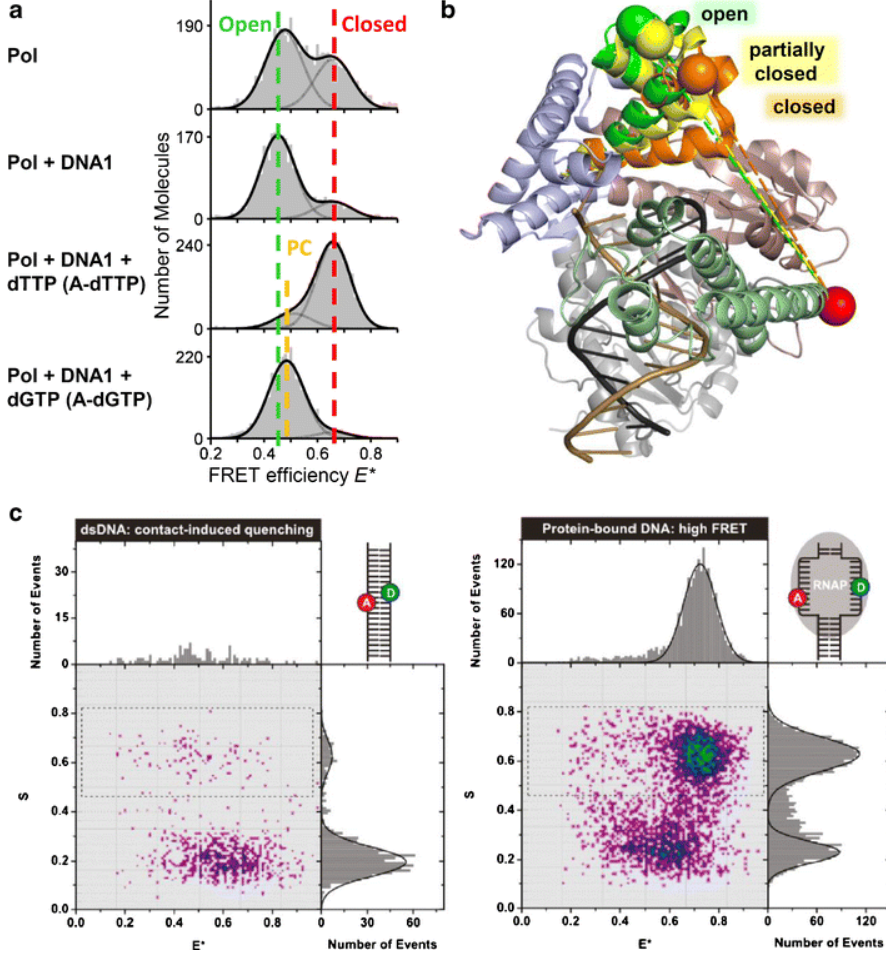 a
Open
Closed
Pol
190
0
Pol + DNA1
170
0
Pol + DNA1 +
dTTP (A-dTTP)
PC
240
0
Pol + DNA1 +
dGTP (A-dGTP)
220
0
Number of Molecules
0.2 0.4 0.6 0.8
FRET efficiency E*
b
open
partially
closed
closed
c
dsDNA: contact-induced quenching
Number of Events
30
15
0
A
D
S
0.8
0.6
0.4
0.2
0.0
0.0 0.2 0.4 0.6 0.8
E*
0 30 60
Number of Events
Protein-bound DNA: high FRET
Number of Events
120
60
0
RNAP
A
D
S
0.8
0.6
0.4
0.2
0.0
0.0 0.2 0.4 0.6 0.8
E*
0 60 120
Number of Events